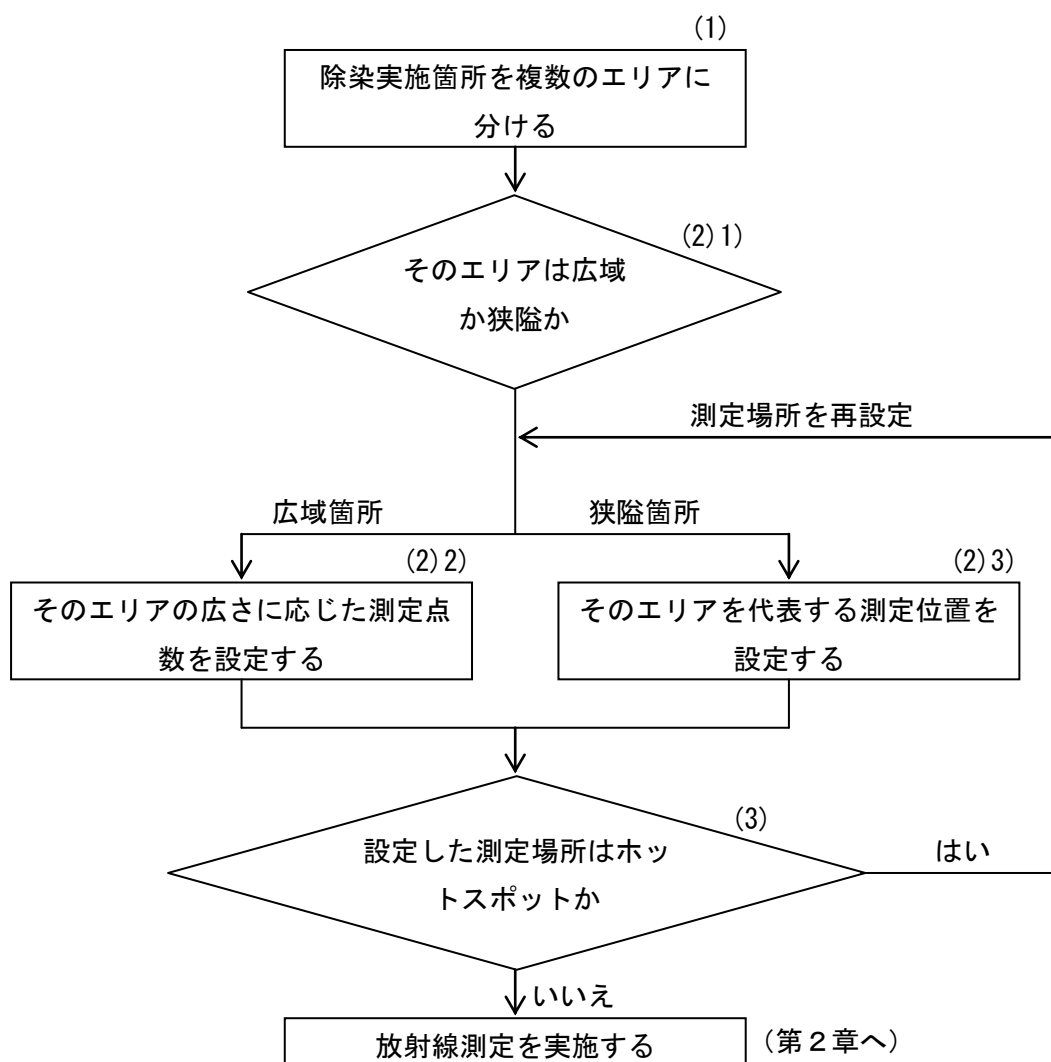 (1)
除染実施箇所を複数のエリアに
分ける
(2)1)
そのエリアは広域
か狭隘か
測定場所を再設定
広域箇所
狭隘箇所
(2)2)
そのエリアの広さに応じた測定点
数を設定する
(2)3)
そのエリアを代表する測定位置を
設定する
(3)
設定した測定場所はホッ
トスポットか
はい
いいえ
放射線測定を実施する
(第２章へ)